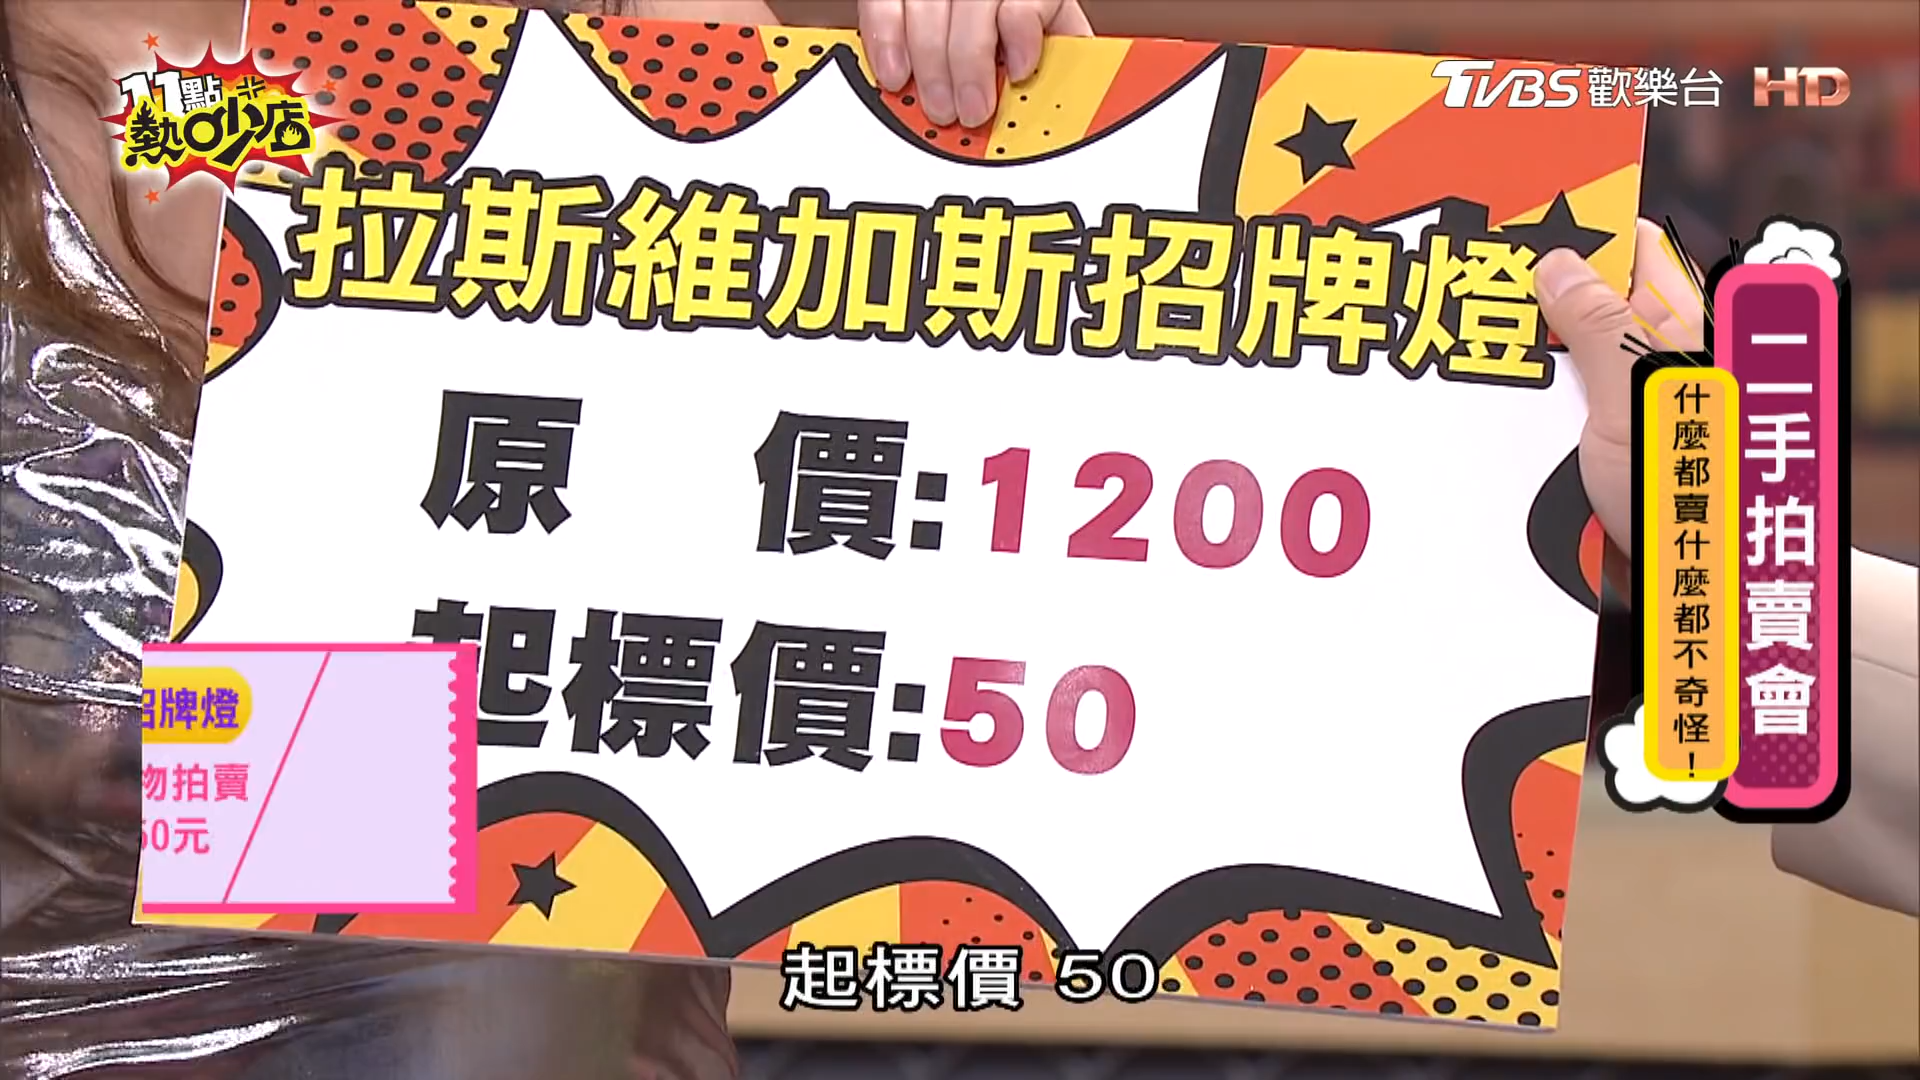 11點
熱吵店
TVBS歡樂台 HD
拉斯維加斯招牌燈
原 價:1200
起標價:50
二手拍賣會
什麼都賣什麼都不奇怪!
招牌燈
物拍賣
50元
起標價 50